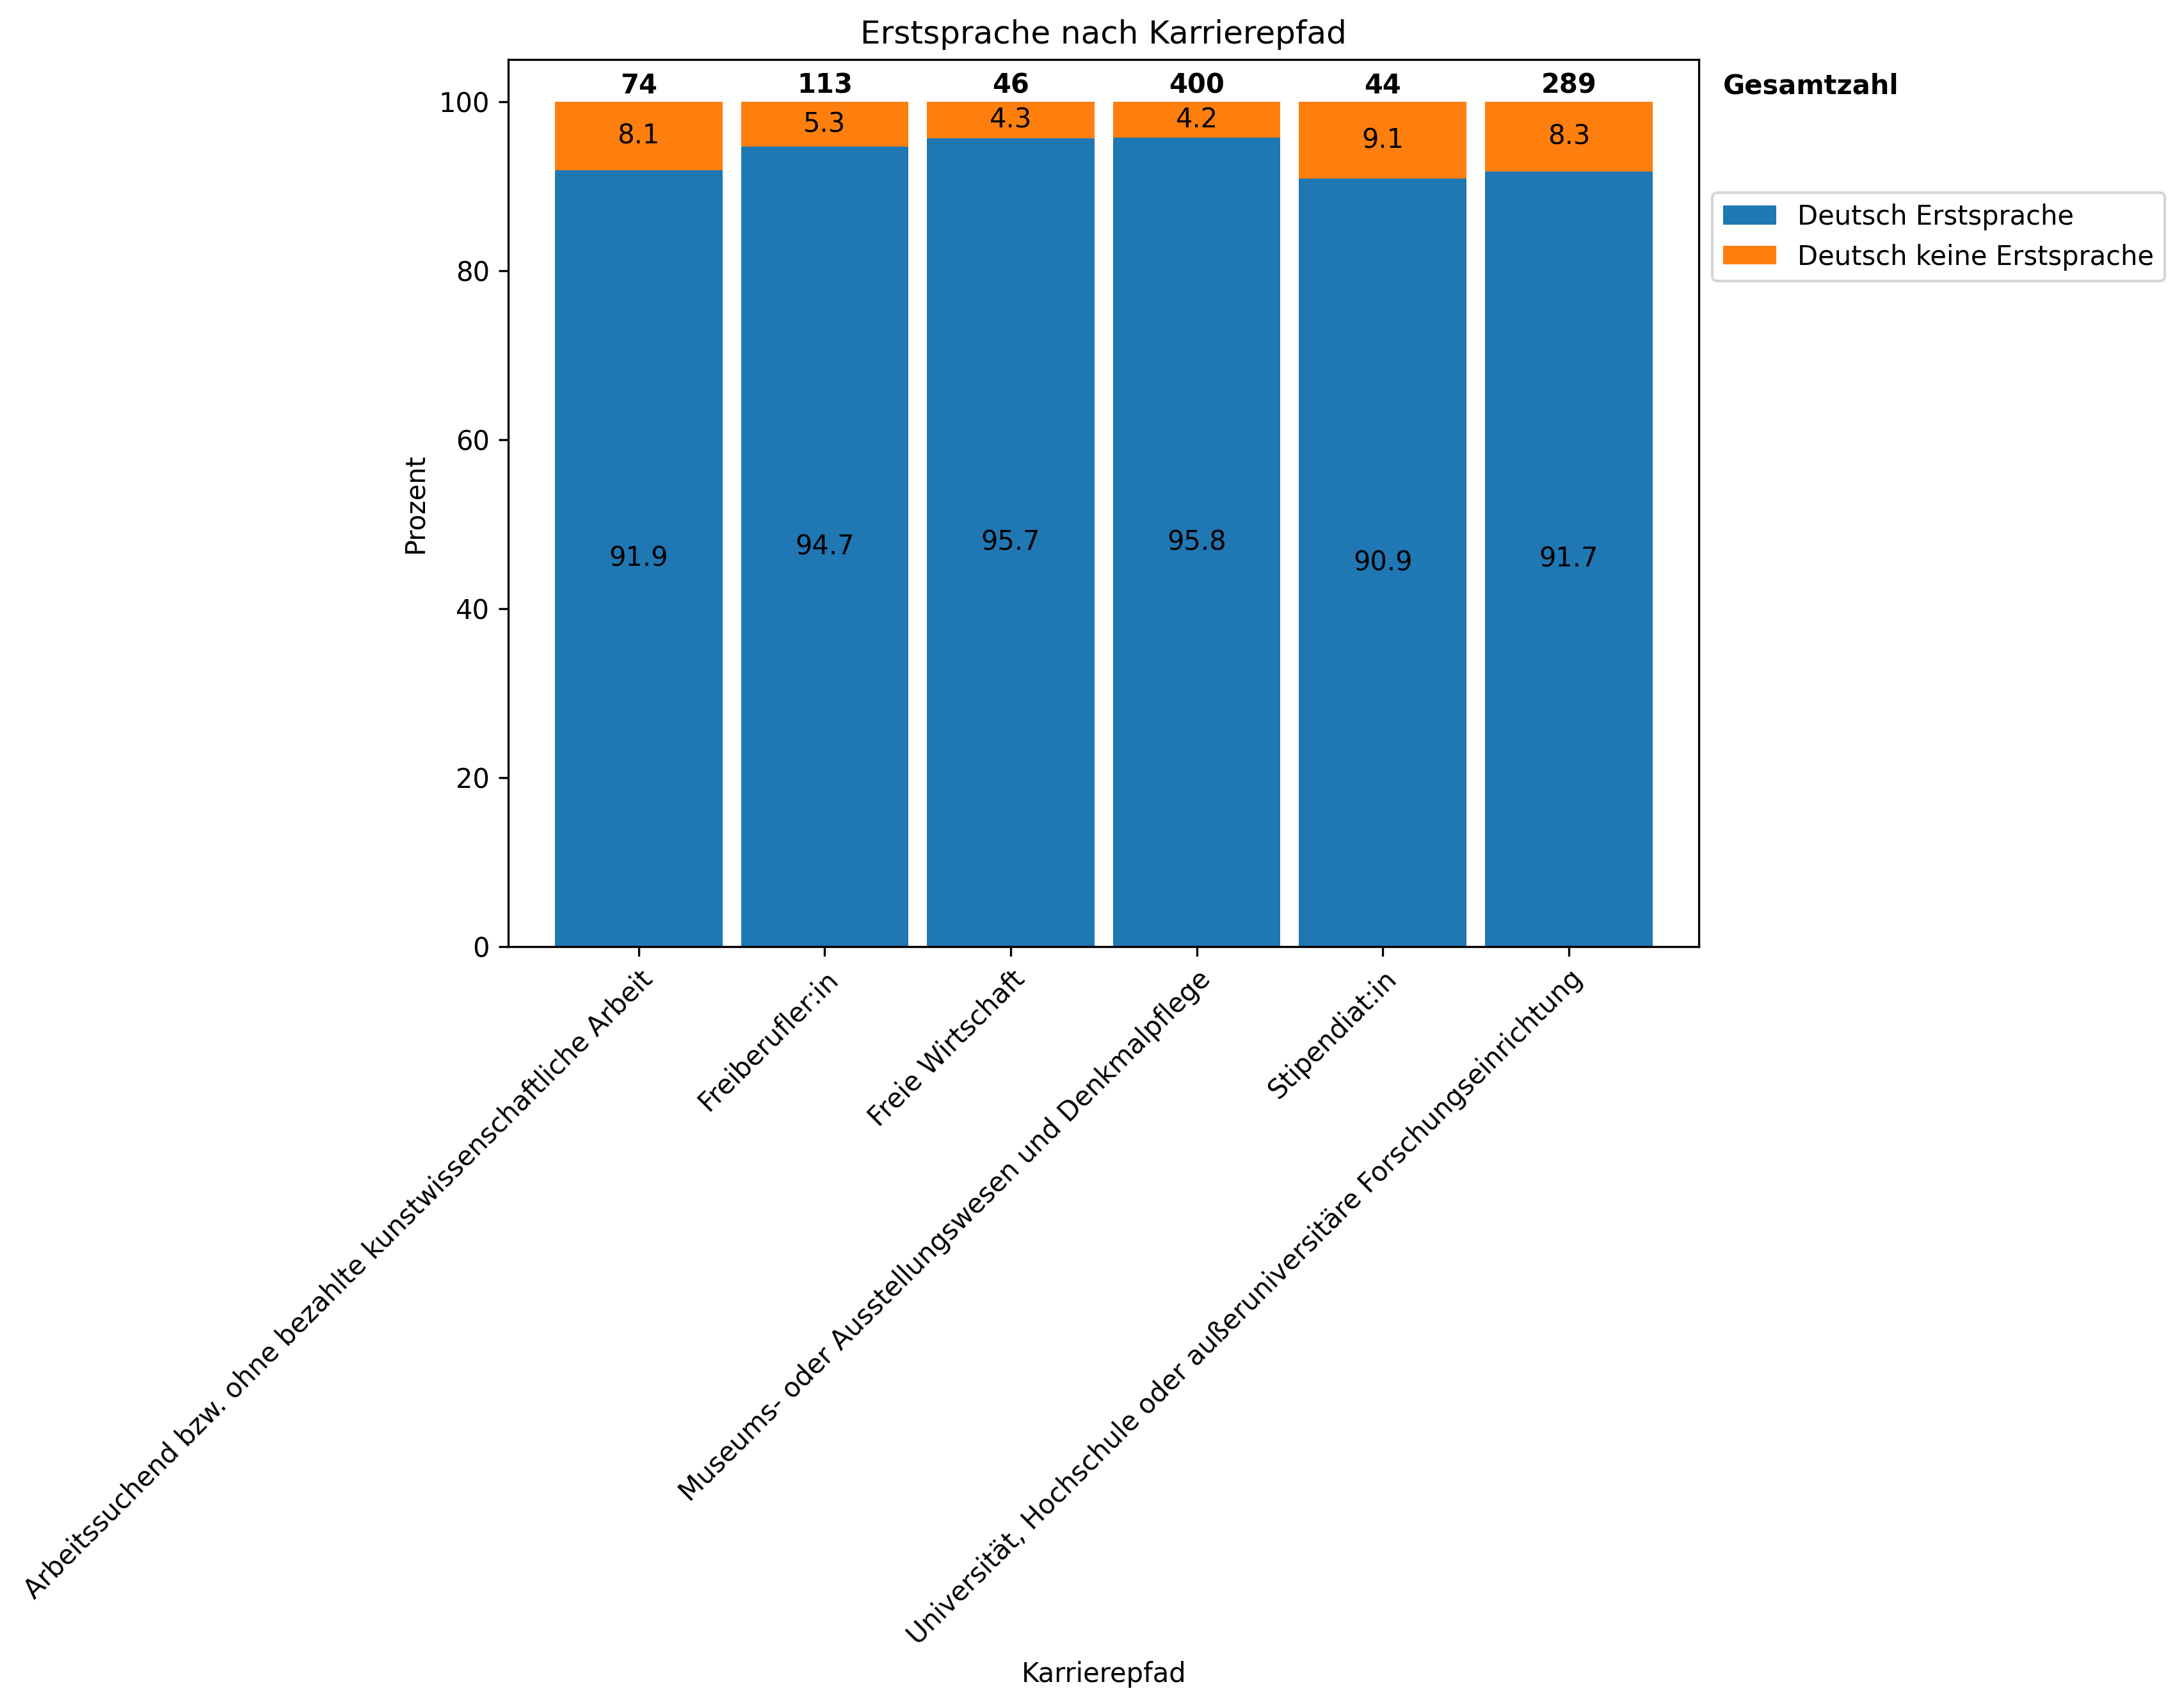 Erstsprache nach Karrierepfad
74 113 46 400 44 289 Gesamtzahl
8.1 5.3 4.3 4.2 9.1 8.3
Deutsch Erstsprache
Deutsch keine Erstsprache
91.9 94.7 95.7 95.8 90.9 91.7
100
80
60
40
20
0
Prozent
Arbeitssuchend bzw. ohne bezahlte kunstwissenschaftliche Arbeit
Freiberufler:in
Freie Wirtschaft
Museums- oder Ausstellungswesen und Denkmalpflege
Stipendiat:in
Universität, Hochschule oder außeruniversitäre Forschungseinrichtung
Karrierepfad